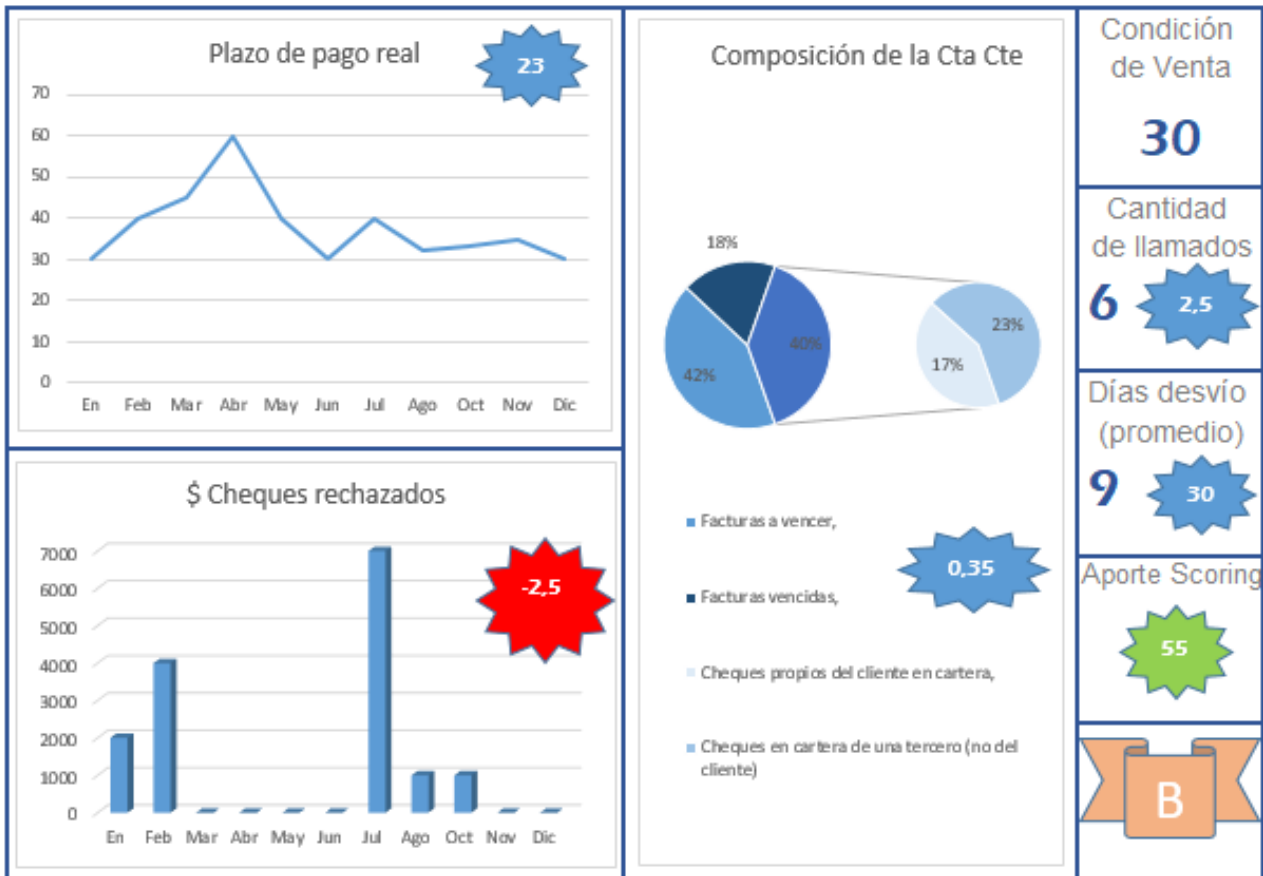 Plazo de pago real
23
70
60
50
40
30
20
10
0
En Feb Mar Abr May Jun Jul Ago Oct Nov Dic
$ Cheques rechazados
-2,5
7000
6000
5000
4000
3000
2000
1000
0
En Feb Mar Abr May Jun Jul Ago Oct Nov Dic
Composición de la Cta Cte
18%
40%
42%
23%
17%
Facturas a vencer,
0,35
Facturas vencidas,
Cheques propios del cliente en cartera,
Cheques en cartera de una tercero (no del
cliente)
Condición
de Venta
30
Cantidad
de llamados
6 2,5
Días desvío
(promedio)
9 30
Aporte Scoring
55
B